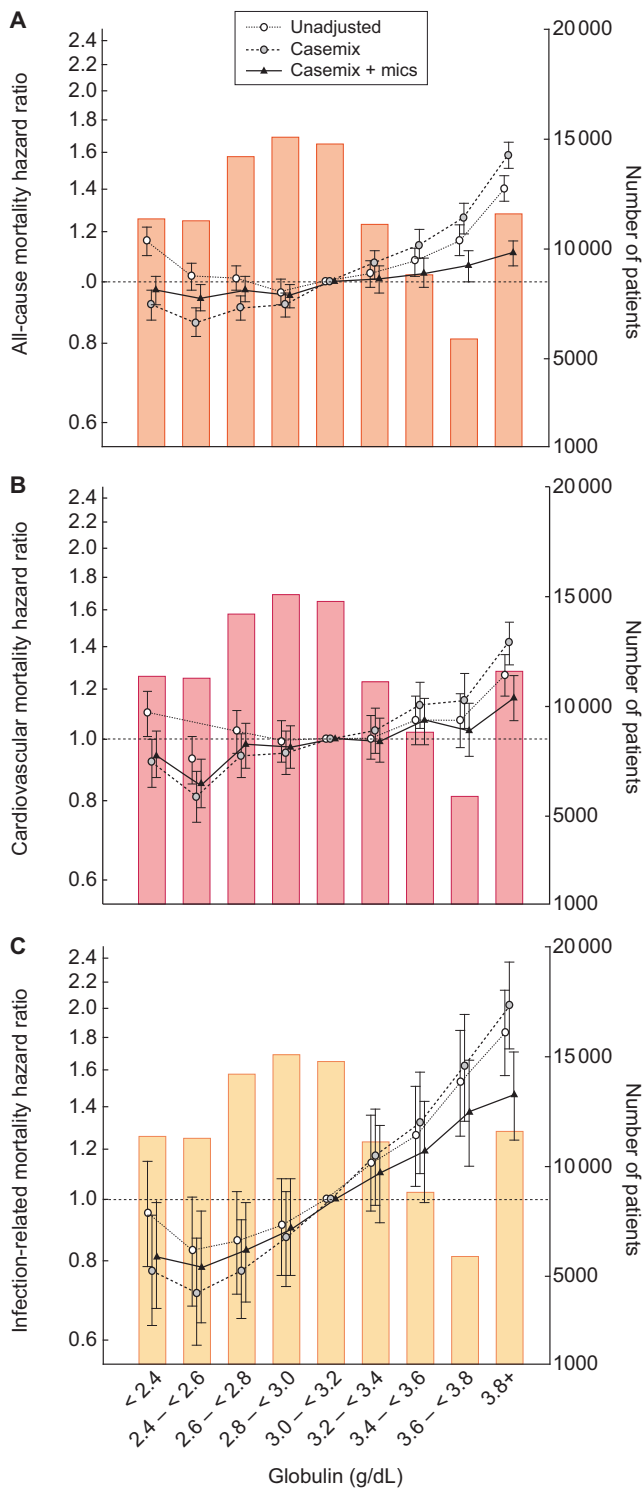 A
Unadjusted
Casemix
Casemix + mics
2.4
2.2
2.0
1.8
1.6
1.4
1.2
1.0
0.8
0.6
All-cause mortality hazard ratio
20 000
15 000
10 000
5000
1000
Number of patients
B
2.4
2.2
2.0
1.8
1.6
1.4
1.2
1.0
0.8
0.6
Cardiovascular mortality hazard ratio
20 000
15 000
10 000
5000
1000
Number of patients
C
2.4
2.2
2.0
1.8
1.6
1.4
1.2
1.0
0.8
0.6
Infection-related mortality hazard ratio
20 000
15 000
10 000
5000
1000
Number of patients
< 2.4
2.4 – < 2.6
2.6 – < 2.8
2.8 – < 3.0
3.0 – < 3.2
3.2 – < 3.4
3.4 – < 3.6
3.6 – < 3.8
3.8+
Globulin (g/dL)